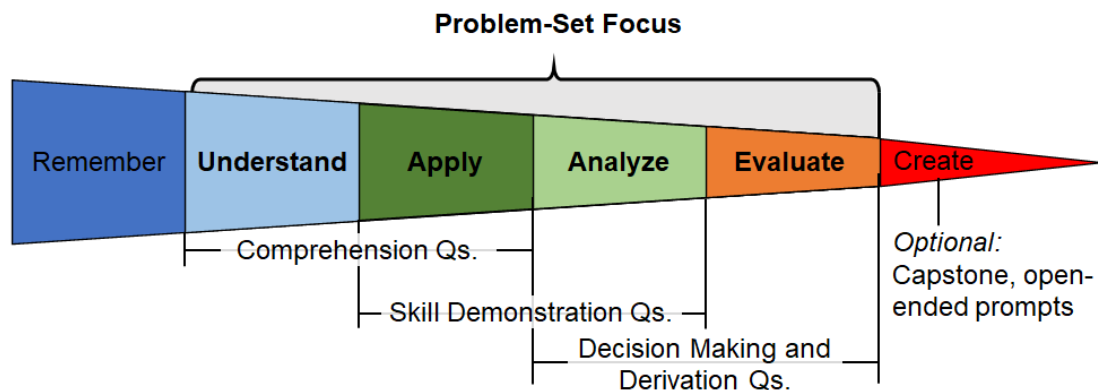 Problem-Set Focus
Remember
Understand
Apply
Analyze
Evaluate
Create
Comprehension Qs.
Skill Demonstration Qs.
Decision Making and
Derivation Qs.
Optional:
Capstone, open-
ended prompts